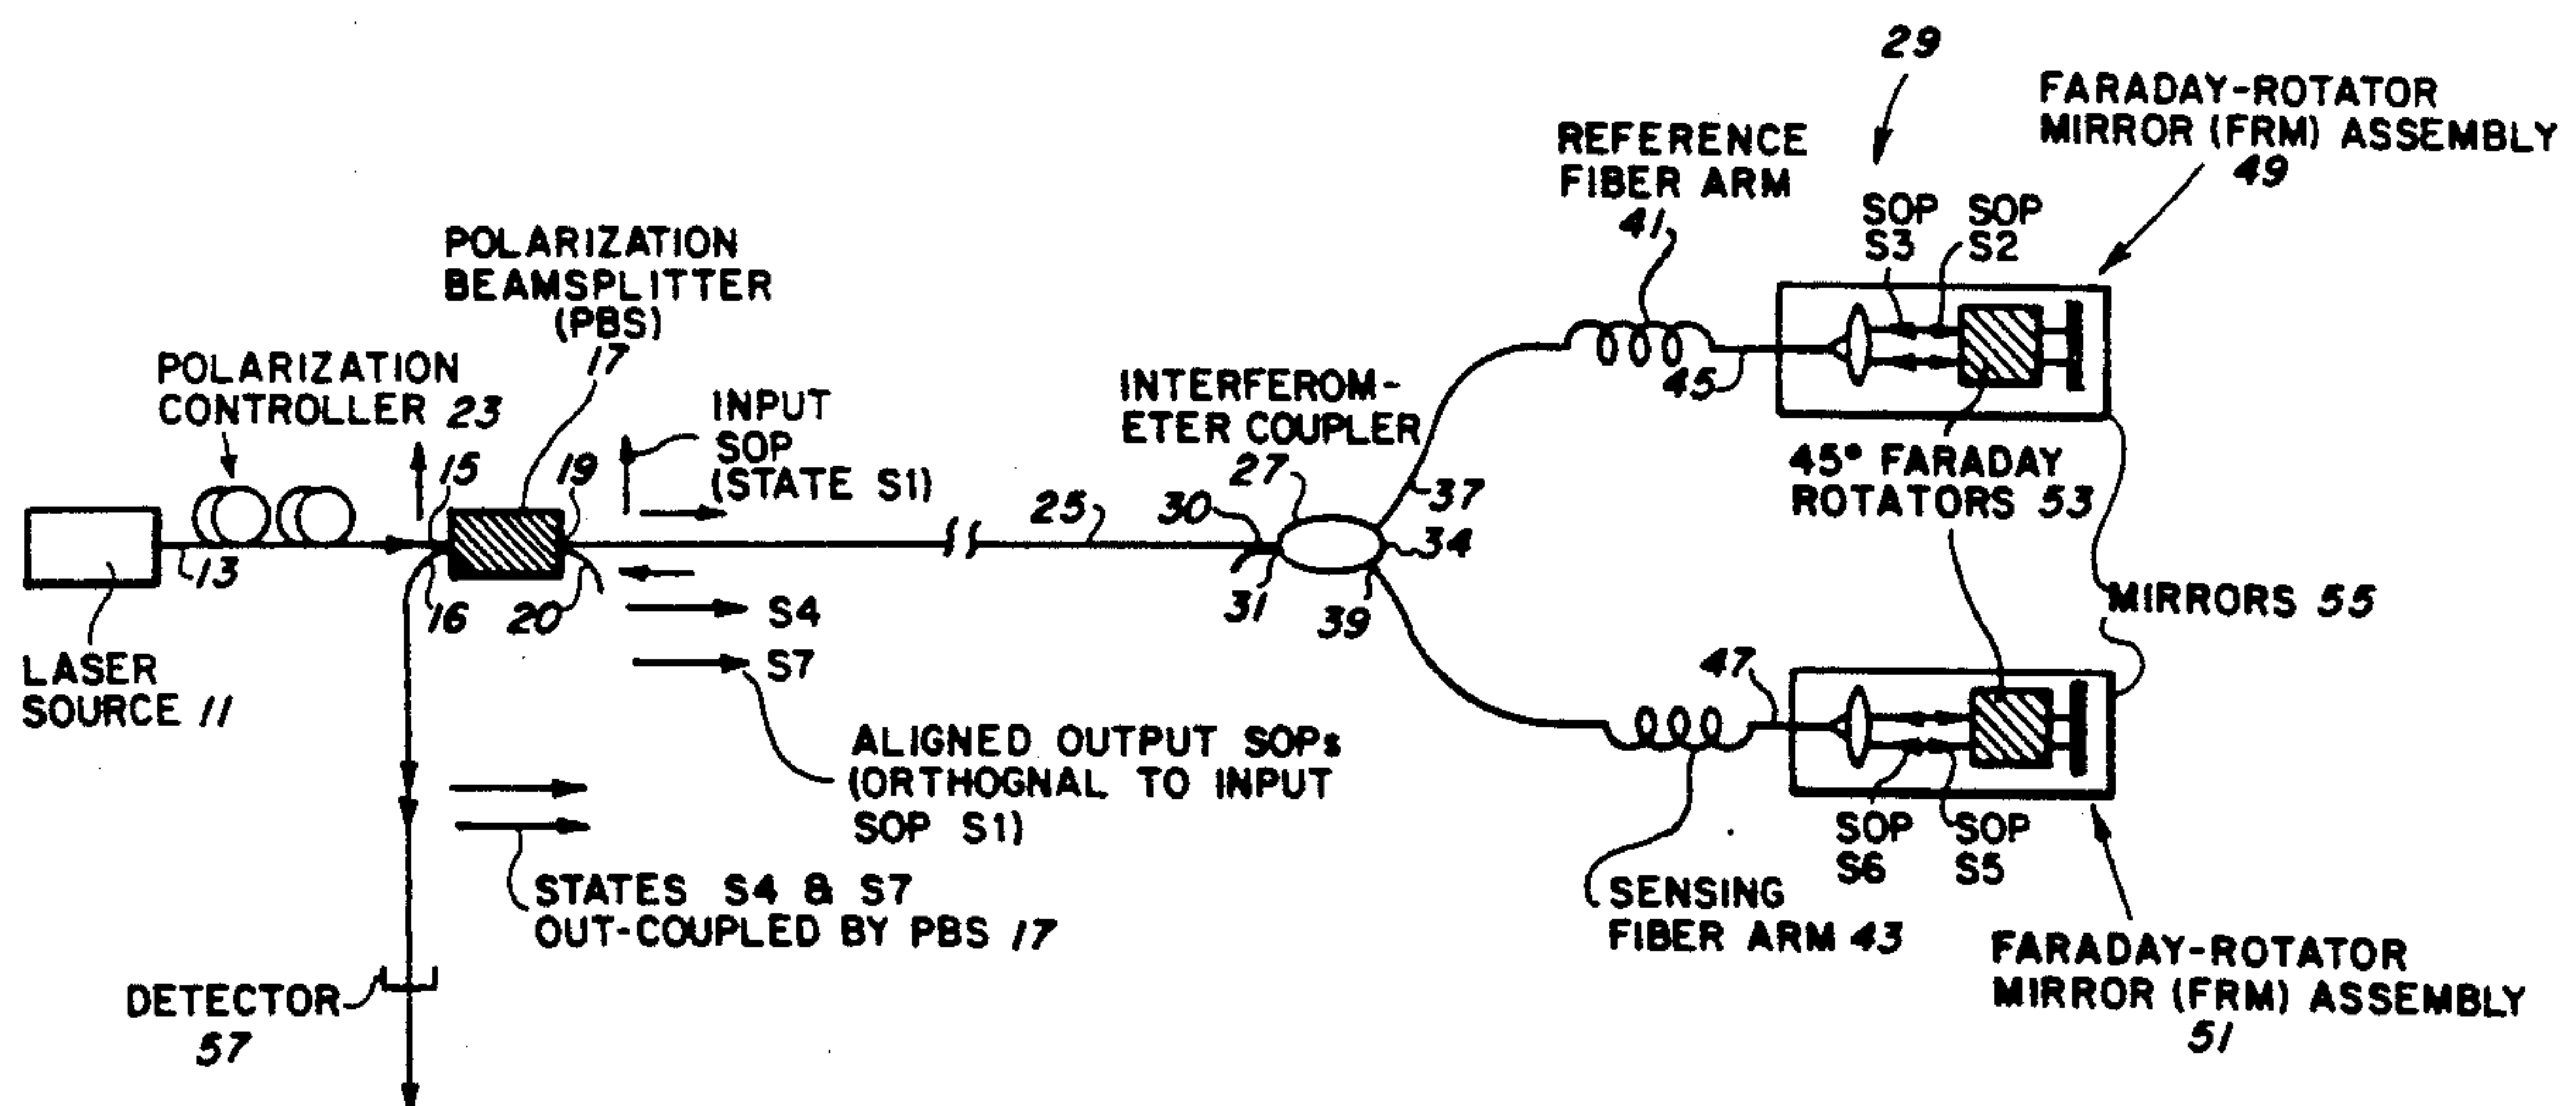 29
FARADAY-ROTATOR
MIRROR (FRM) ASSEMBLY
49
REFERENCE
FIBER ARM
41
SOP SOP
S3 S2
POLARIZATION
BEAMSPLITTER
(PBS)
17
POLARIZATION
CONTROLLER 23
INPUT
SOP
(STATE S1)
INTERFEROM-
ETER COUPLER
27
45
15
19
37
45° FARADAY
ROTATORS 53
25
30
34
13
16
20
31
39
MIRRORS 55
S4
S7
LASER
SOURCE 11
47
ALIGNED OUTPUT SOPs
(ORTHOGNAL TO INPUT
SOP S1)
SOP SOP
S6 S5
STATES S4 & S7
OUT-COUPLED BY PBS 17
SENSING
FIBER ARM 43
FARADAY-ROTATOR
MIRROR (FRM) ASSEMBLY
51
DETECTOR
57